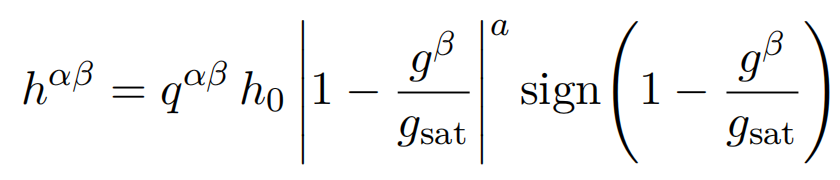 h^{αβ} = q^{αβ} h_0 |1 − g^β / g_sat|^a sign(1 − g^β / g_sat)